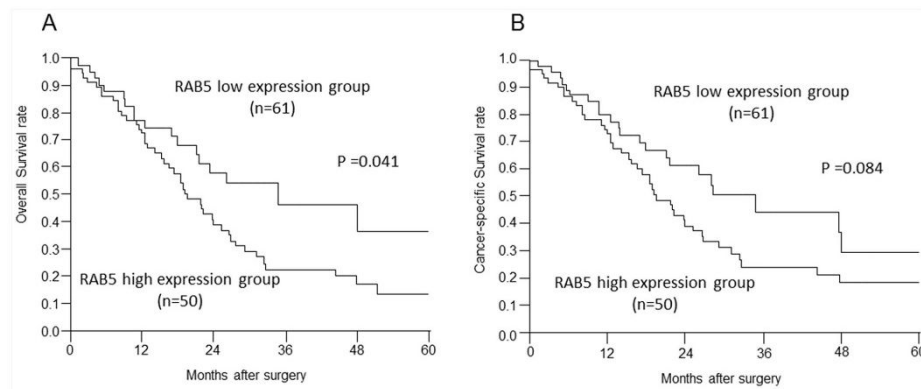 A
Overall Survival rate
1.0
0.9
0.8
0.7
0.6
0.5
0.4
0.3
0.2
0.1
0.0
RAB5 low expression group
(n=61)
P =0.041
RAB5 high expression group
(n=50)
0 12 24 36 48 60
Months after surgery
B
Cancer-specific Survival rate
1.0
0.9
0.8
0.7
0.6
0.5
0.4
0.3
0.2
0.1
0.0
RAB5 low expression group
(n=61)
P =0.084
RAB5 high expression group
(n=50)
0 12 24 36 48 60
Months after surgery